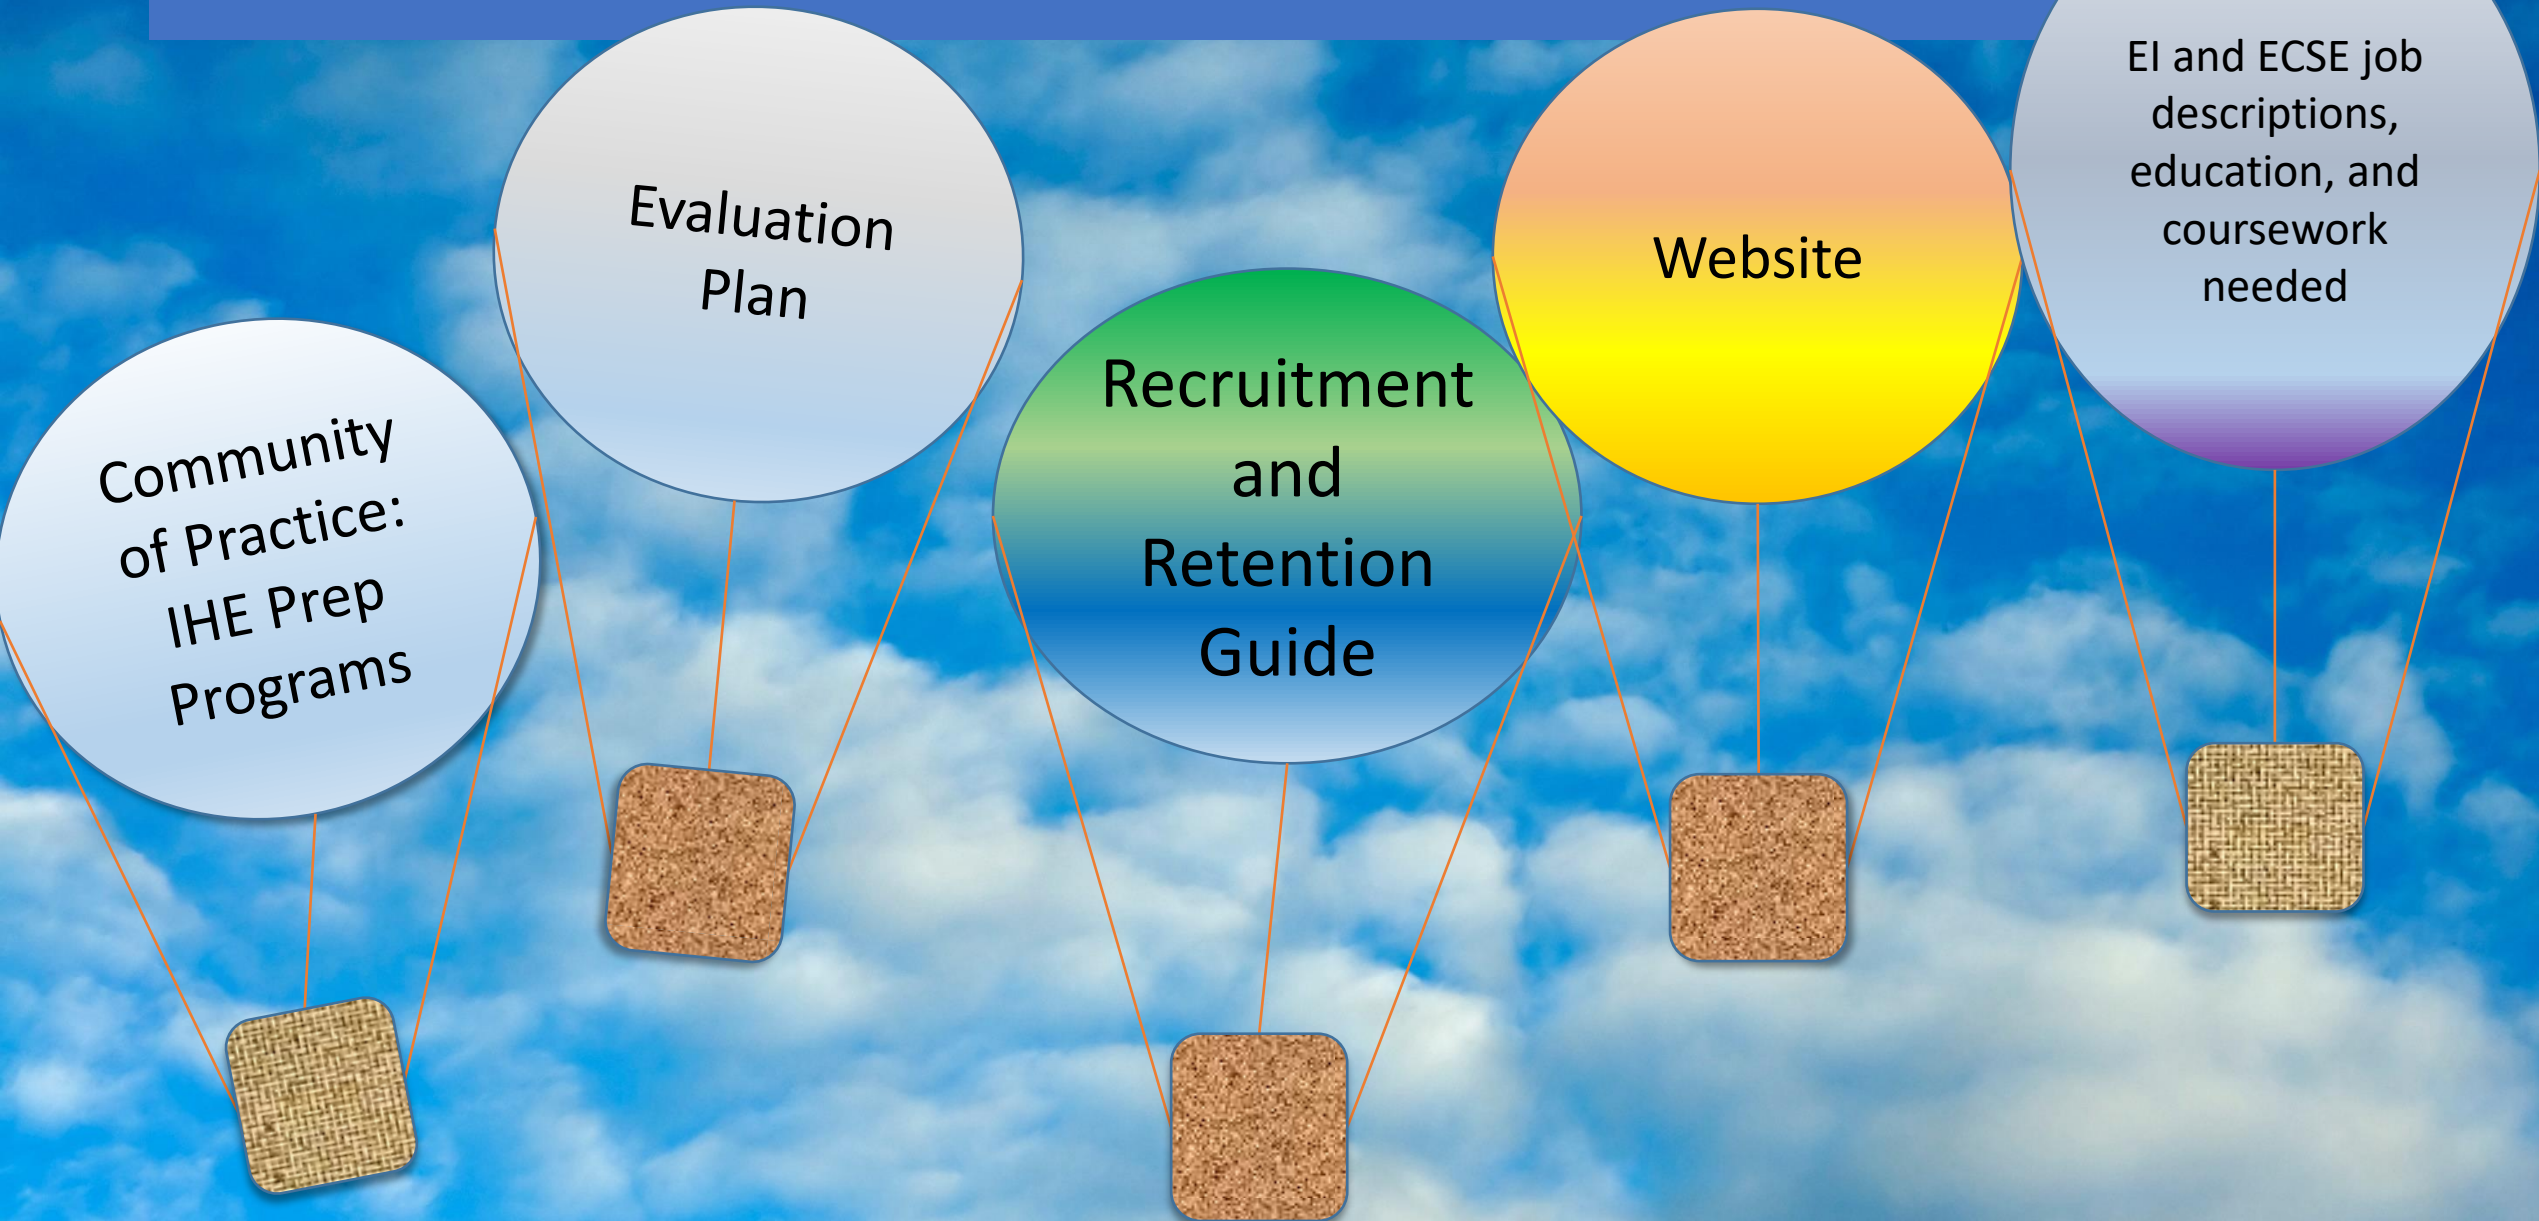 Community
of Practice:
IHE Prep
Programs
Evaluation
Plan
Recruitment
and
Retention
Guide
Website
EI and ECSE job
descriptions,
education, and
coursework
needed